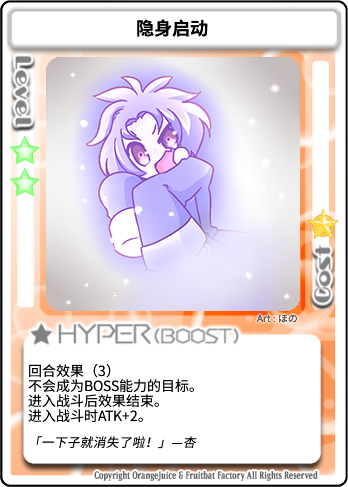 隐身启动
Level
Cost
Art : ほの
HYPER(BOOST)
回合效果（3）
不会成为BOSS能力的目标。
进入战斗后效果结束。
进入战斗时ATK+2。
「一下子就消失了啦！」—杏
Copyright OrangeJuice & Fruitbat Factory All Rights Reserved